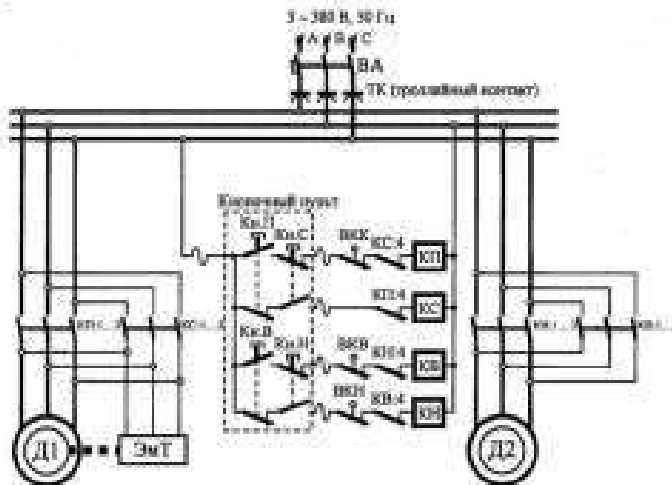 3 ~ 380 В, 50 Гц
А В С
ВА
ТК (троллейный контакт)
Кнопочный пульт
Кн.П
Кн.С
ВКК
КС:4
КП
КП:4
КС
Кн.В
Кн.Н
ВКВ
КН:4
КВ
ВКН
КВ:4
КН
Д1
ЭмТ
Д2